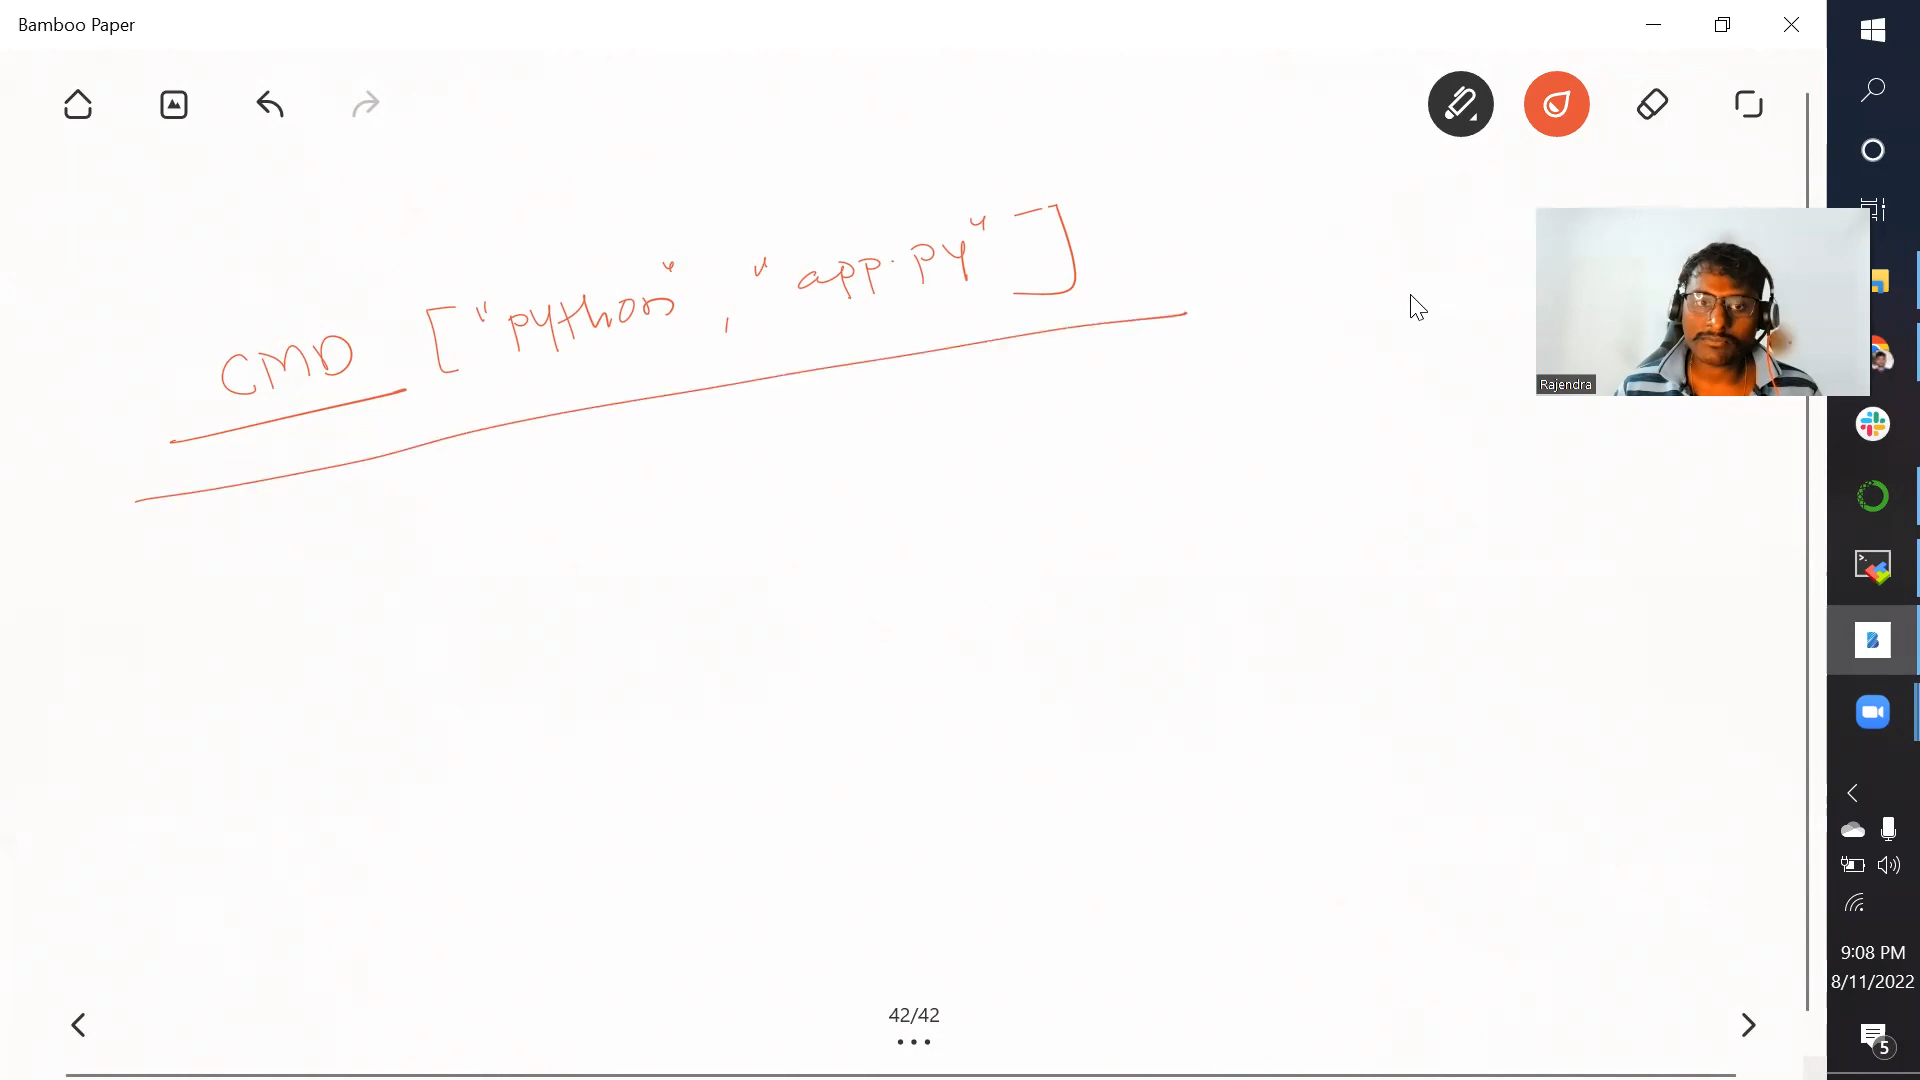 Bamboo Paper
CMD ["python", "app.py"]
Rajendra
B
9:08 PM
8/11/2022
42/42
5